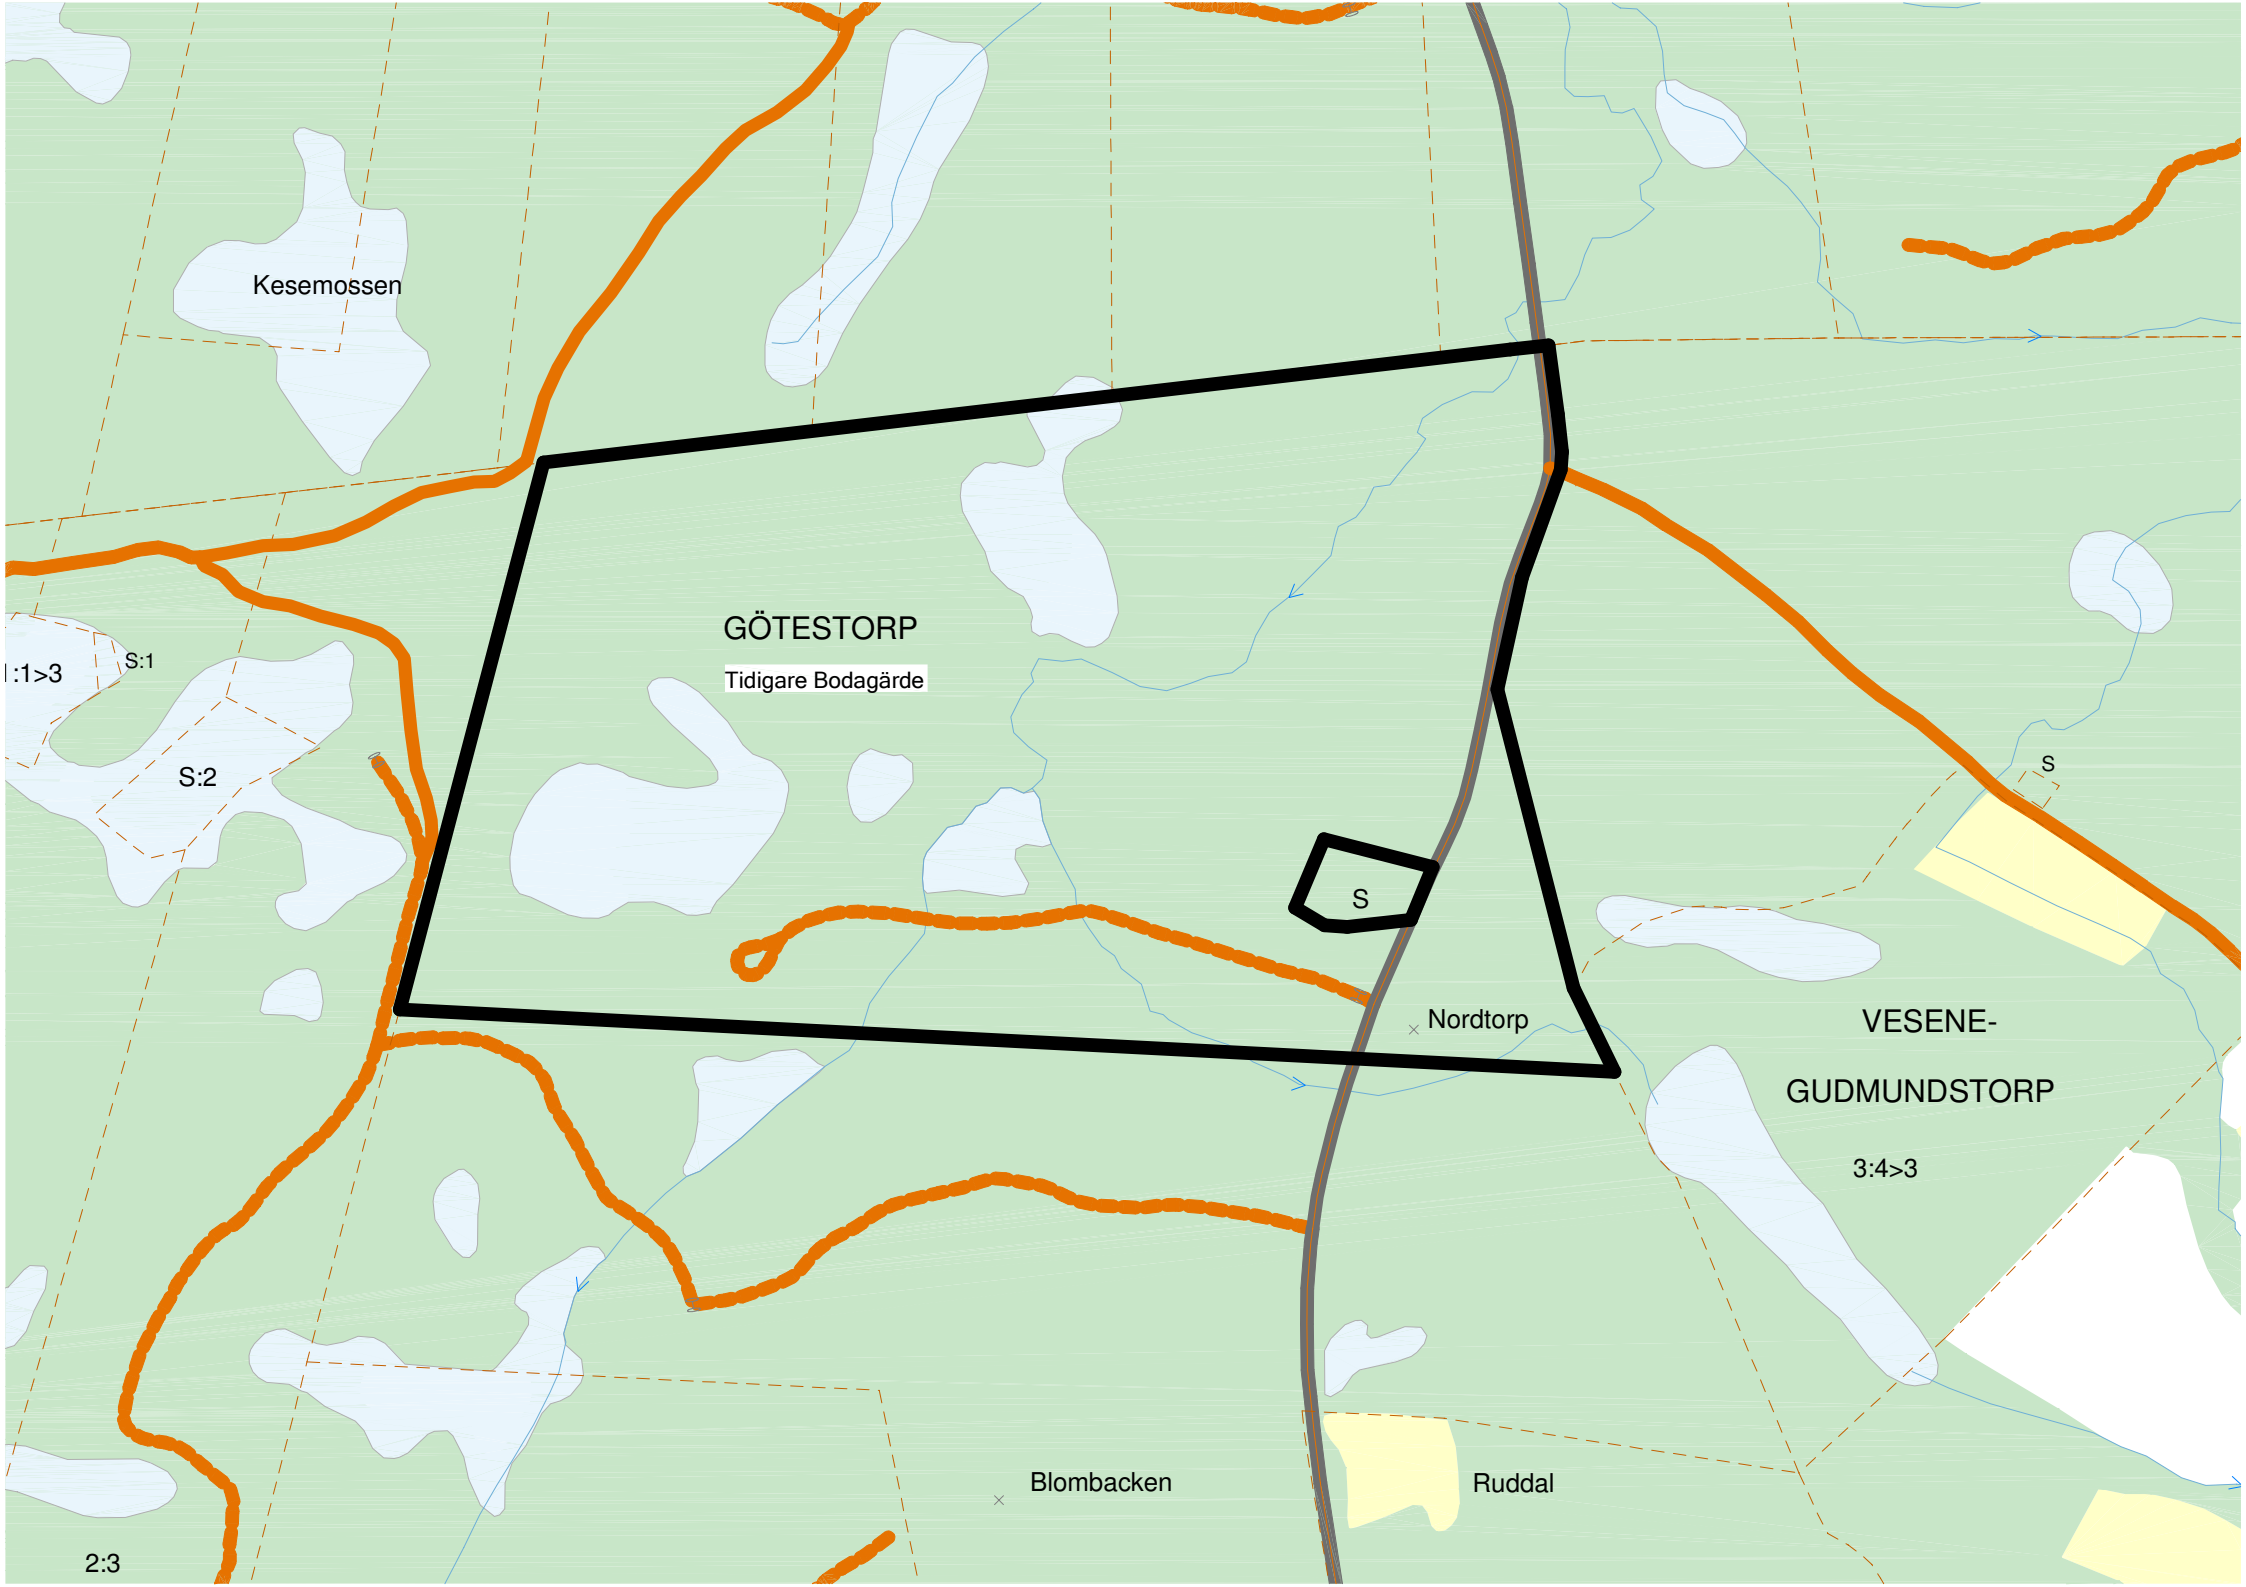 Kesemossen
GÖTESTORP
Tidigare Bodagärde
S:1
:1>3
S:2
S
S
Nordtorp
VESENE-
GUDMUNDSTORP
3:4>3
Blombacken
Ruddal
2:3